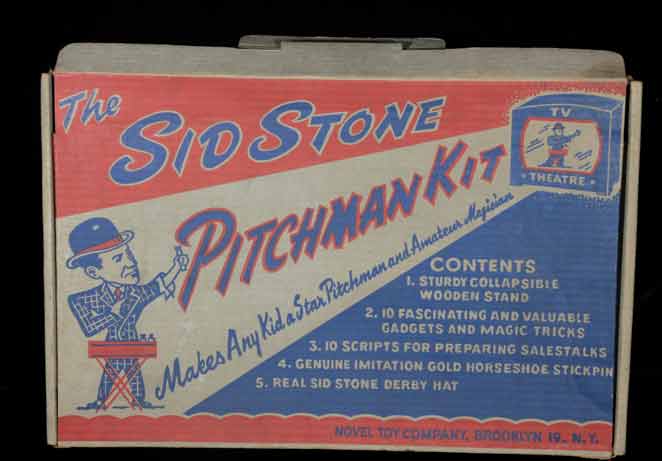 The SID STONE
PITCHMAN KIT
TV
THEATRE
Makes Any Kid a Star Pitchman and Amateur Magician
CONTENTS
1. STURDY COLLAPSIBLE
WOODEN STAND
2. 10 FASCINATING AND VALUABLE
GADGETS AND MAGIC TRICKS
3. 10 SCRIPTS FOR PREPARING SALESTALKS
4. GENUINE IMITATION GOLD HORSESHOE STICKPIN
5. REAL SID STONE DERBY HAT
NOVEL TOY COMPANY, BROOKLYN 19, N.Y.